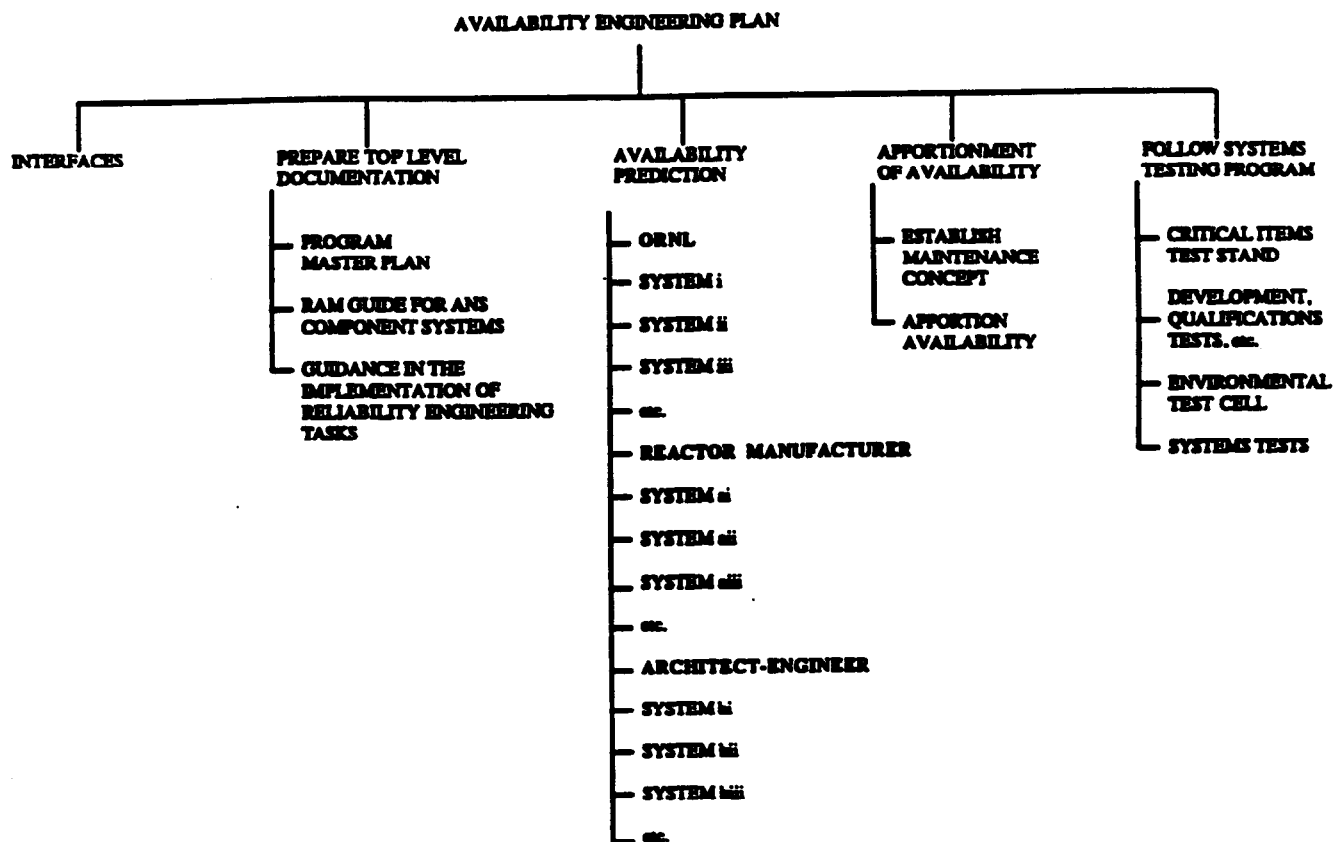 AVAILABILITY ENGINEERING PLAN
INTERFACES
PREPARE TOP LEVEL
DOCUMENTATION
PROGRAM
MASTER PLAN
RAM GUIDE FOR ANS
COMPONENT SYSTEMS
GUIDANCE IN THE
IMPLEMENTATION OF
RELIABILITY ENGINEERING
TASKS
AVAILABILITY
PREDICTION
ORNL
SYSTEM i
SYSTEM ii
SYSTEM iii
etc.
REACTOR MANUFACTURER
SYSTEM ai
SYSTEM aii
SYSTEM aiii
etc.
ARCHITECT-ENGINEER
SYSTEM bi
SYSTEM bii
SYSTEM biii
etc.
APPORTIONMENT
OF AVAILABILITY
ESTABLISH
MAINTENANCE
CONCEPT
APPORTION
AVAILABILITY
FOLLOW SYSTEMS
TESTING PROGRAM
CRITICAL ITEMS
TEST STAND
DEVELOPMENT,
QUALIFICATIONS
TESTS, etc.
ENVIRONMENTAL
TEST CELL
SYSTEMS TESTS